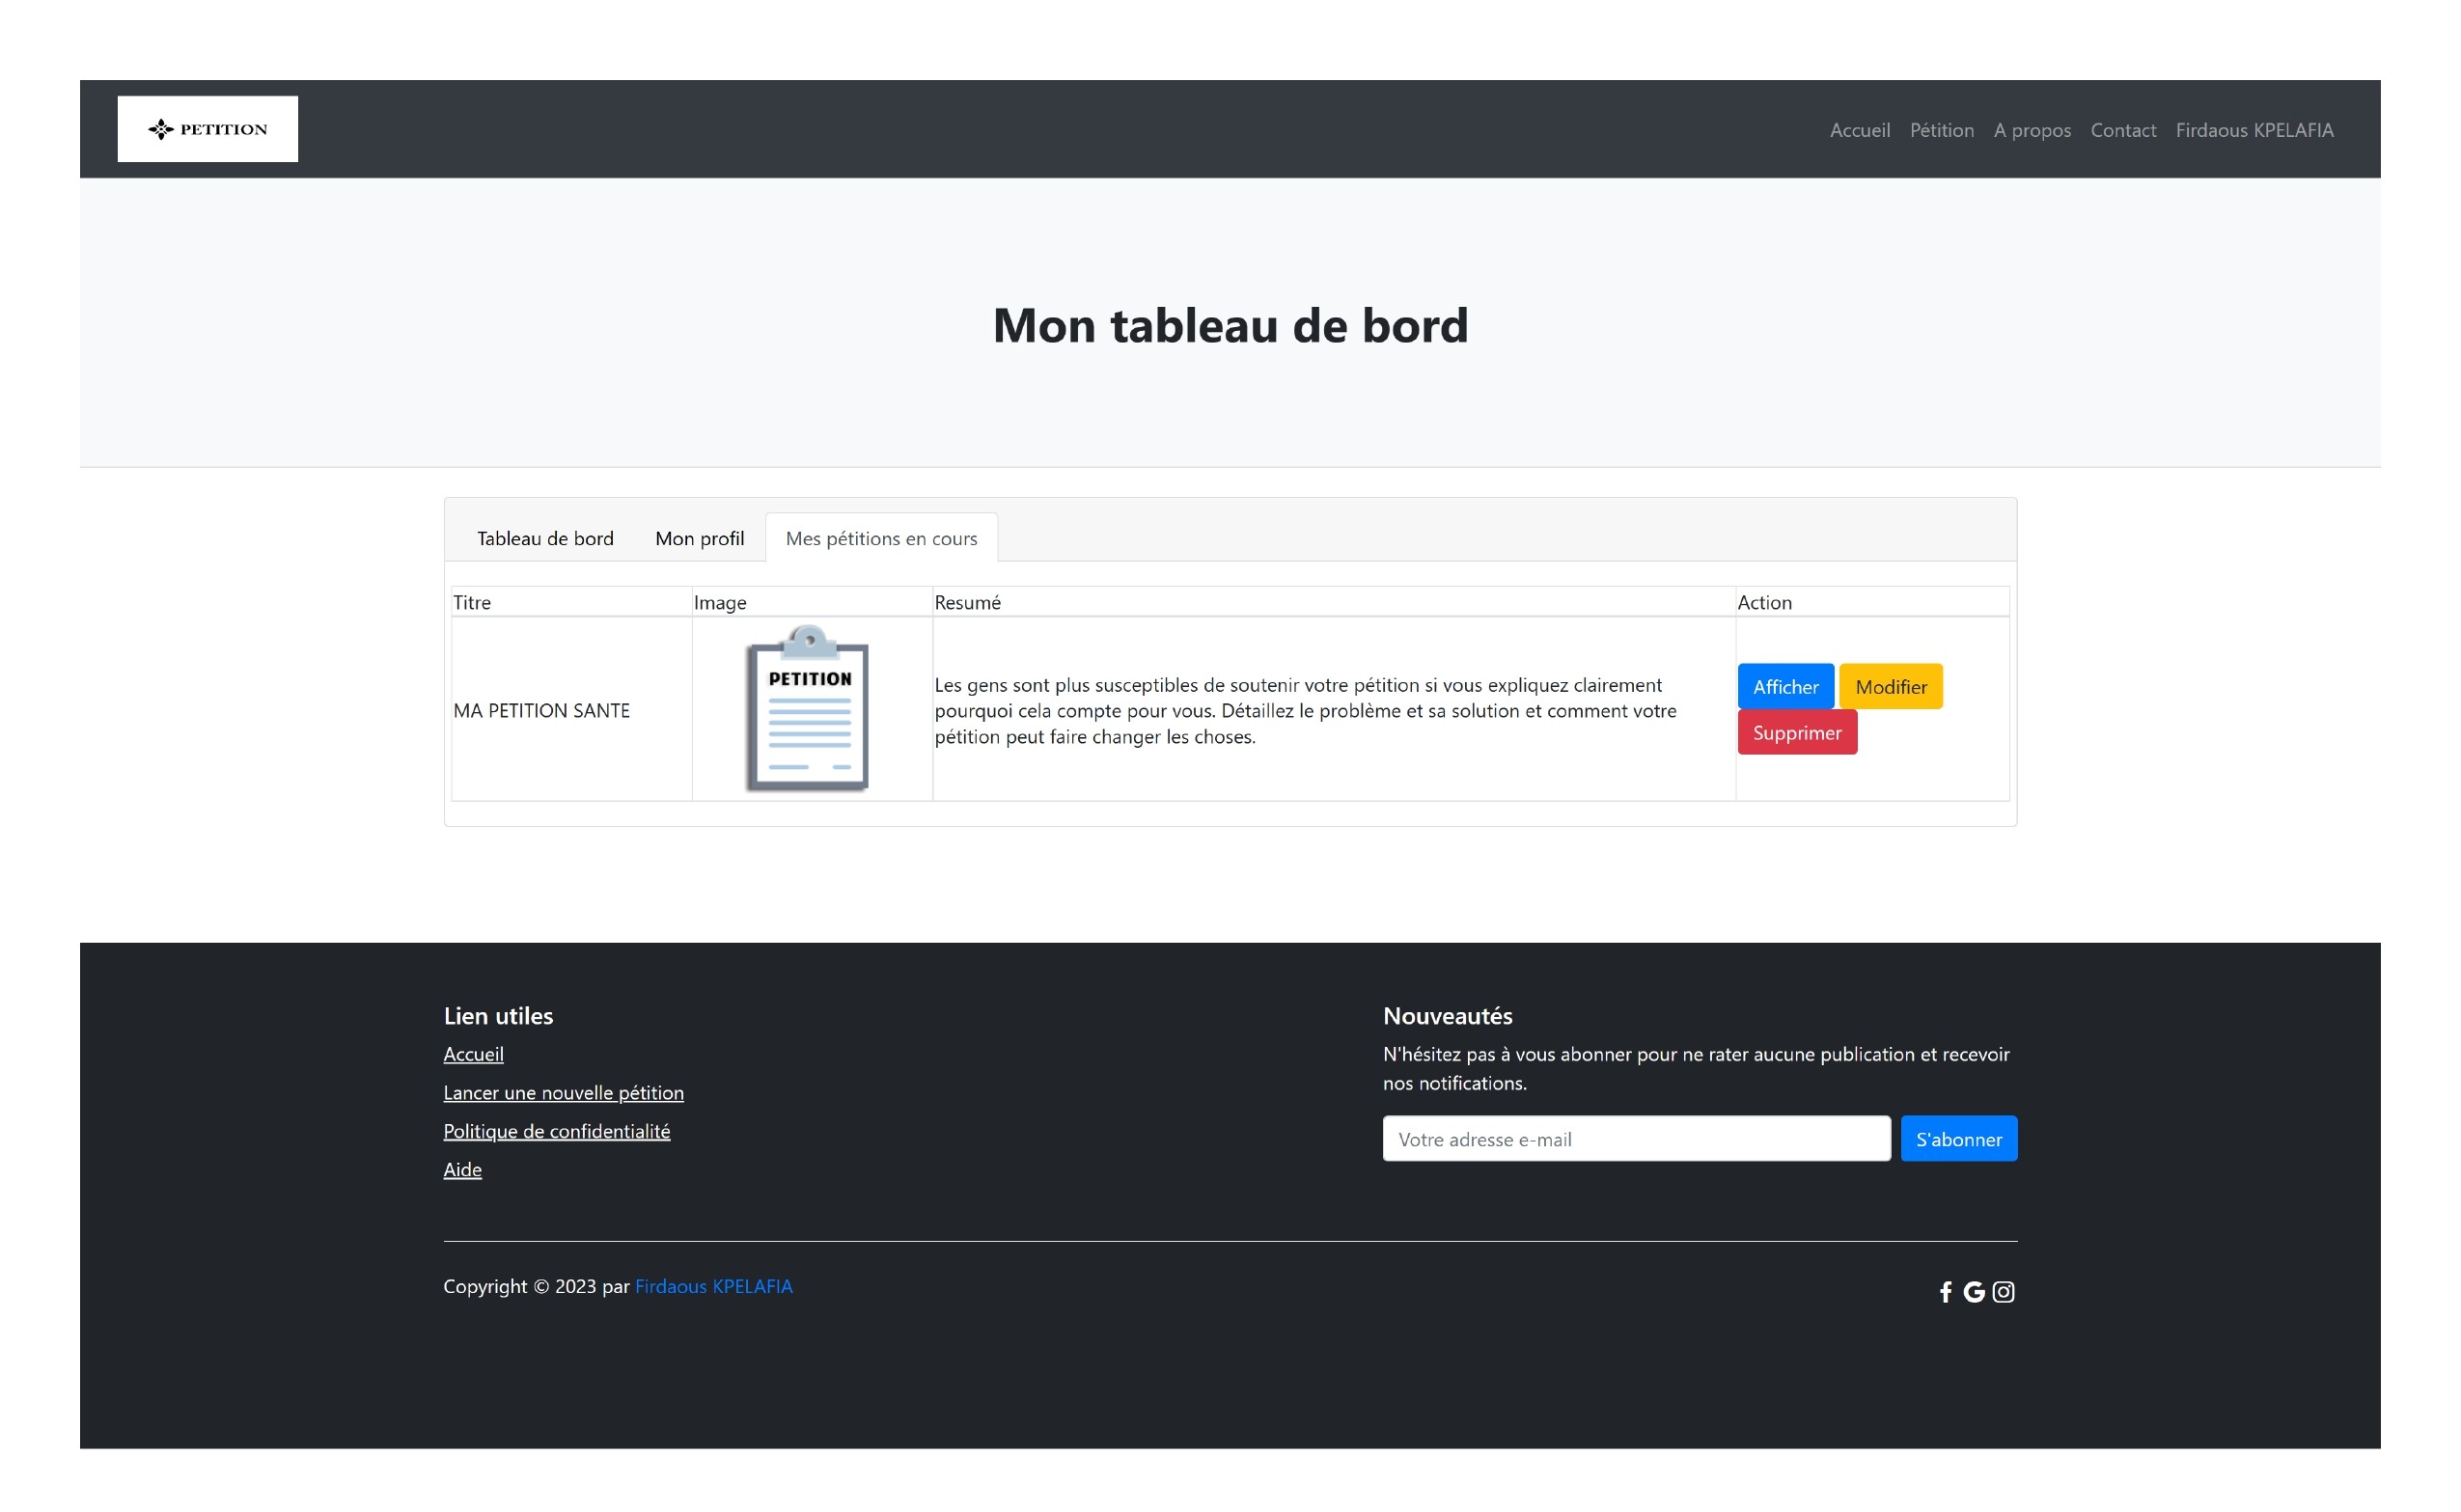 PETITION
Accueil Pétition A propos Contact Firdaous KPELAFIA
Mon tableau de bord
Tableau de bord Mon profil Mes pétitions en cours
Titre Image Resumé Action
MA PETITION SANTE
PETITION
Les gens sont plus susceptibles de soutenir votre pétition si vous expliquez clairement
pourquoi cela compte pour vous. Détaillez le problème et sa solution et comment votre
pétition peut faire changer les choses.
Afficher Modifier
Supprimer
Lien utiles
Accueil
Lancer une nouvelle pétition
Politique de confidentialité
Aide
Nouveautés
N'hésitez pas à vous abonner pour ne rater aucune publication et recevoir
nos notifications.
Votre adresse e-mail S'abonner
Copyright © 2023 par Firdaous KPELAFIA